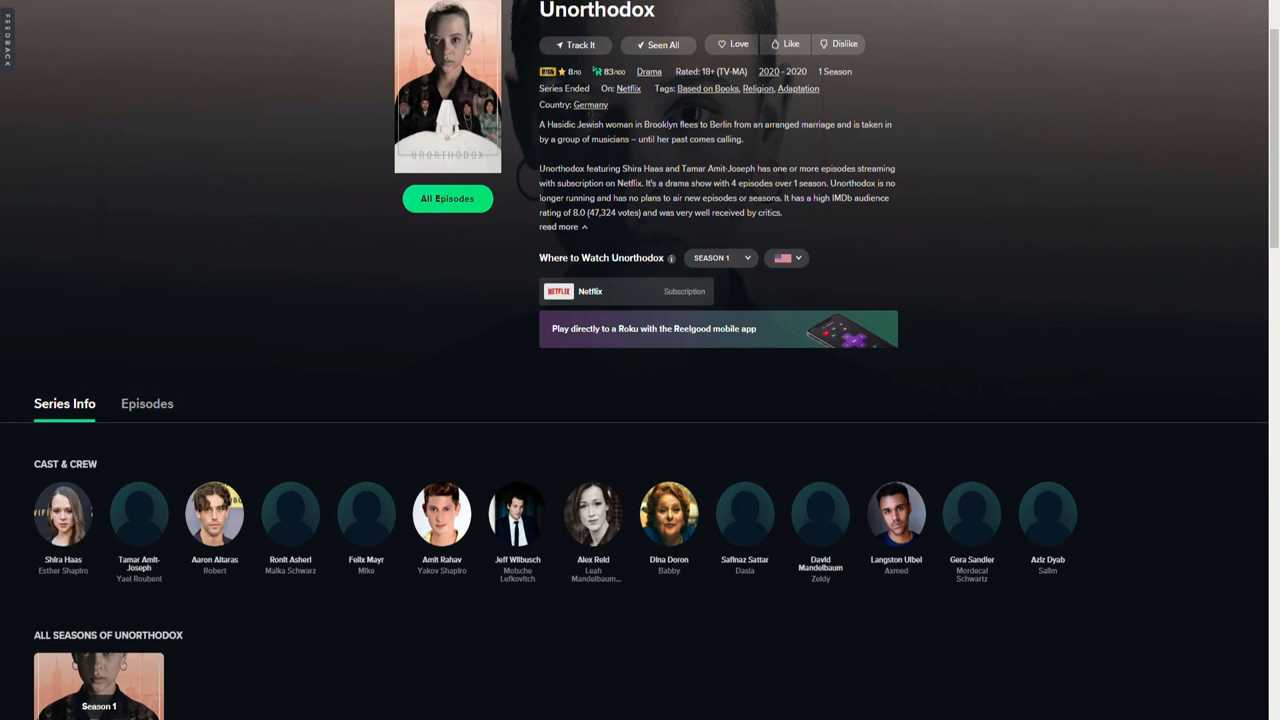 FEEDBACK
Unorthodox
Track It
Seen All
Love
Like
Dislike
8/10
83/100
Drama
Rated: 18+ (TV-MA)
2020 - 2020
1 Season
Series Ended
On: Netflix
Tags: Based on Books, Religion, Adaptation
Country: Germany
A Hasidic Jewish woman in Brooklyn flees to Berlin from an arranged marriage and is taken in
by a group of musicians – until her past comes calling.
UNORTHODOX
All Episodes
Unorthodox featuring Shira Haas and Tamar Amit-Joseph has one or more episodes streaming
with subscription on Netflix. It's a drama show with 4 episodes over 1 season. Unorthodox is no
longer running and has no plans to air new episodes or seasons. It has a high IMDb audience
rating of 8.0 (47,324 votes) and was very well received by critics.
read more
Where to Watch Unorthodox
SEASON 1
NETFLIX
Netflix
Subscription
Play directly to a Roku with the Reelgood mobile app
Series Info
Episodes
CAST & CREW
Shira Haas
Esther Shapiro
Tamar Amit-
Joseph
Yael Roubeni
Aaron Altaras
Robert
Ronit Asheri
Malka Schwarz
Felix Mayr
Mike
Amit Rahav
Yakov Shapiro
Jeff Wilbusch
Moische
Lefkovitch
Alex Reid
Leah
Mandelbaum...
Dina Doron
Babby
Safinaz Sattar
Dasia
David
Mandelbaum
Zeidy
Langston Uibel
Axmed
Gera Sandler
Mordecai
Schwartz
Aziz Dyab
Salim
ALL SEASONS OF UNORTHODOX
Season 1